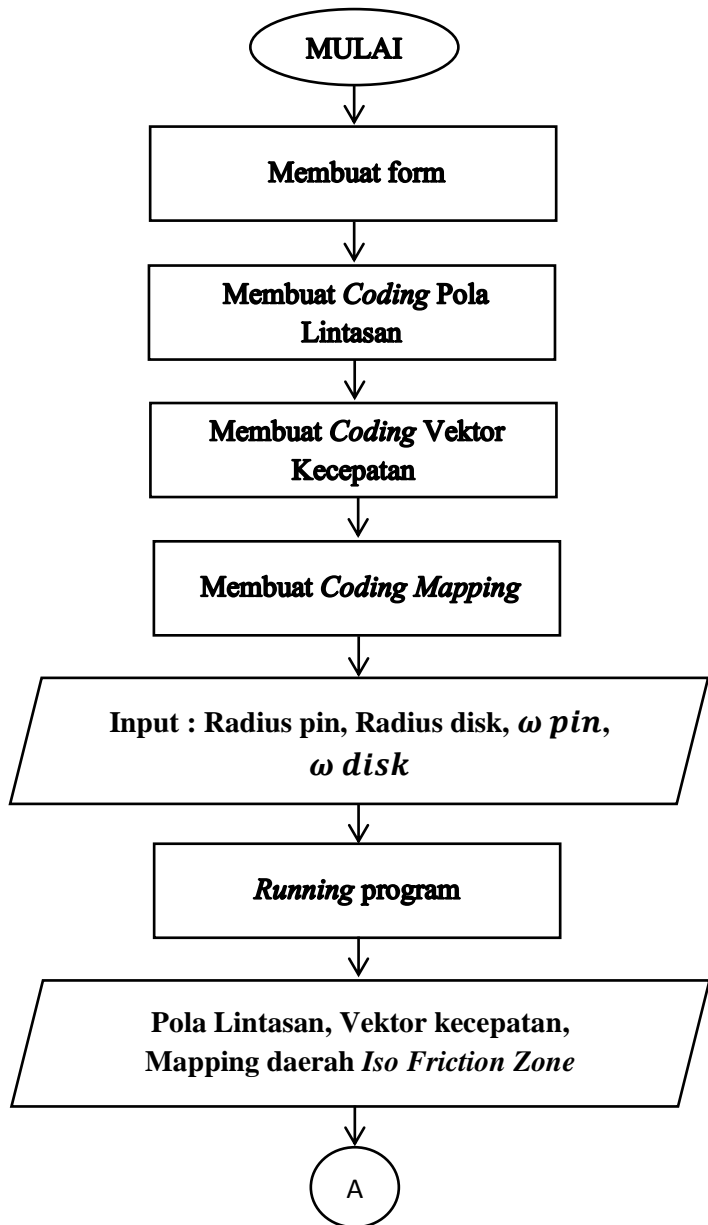 MULAI
Membuat form
Membuat Coding Pola
Lintasan
Membuat Coding Vektor
Kecepatan
Membuat Coding Mapping
Input : Radius pin, Radius disk, ω pin,
ω disk
Running program
Pola Lintasan, Vektor kecepatan,
Mapping daerah Iso Friction Zone
A